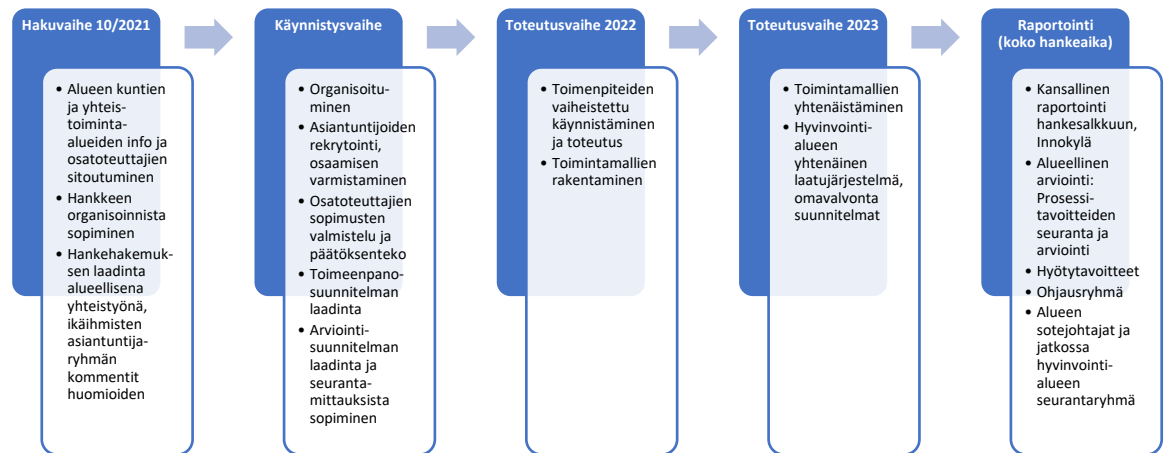 Hakuvaihe 10/2021
• Alueen kuntien
ja yhteis-
toiminta-
alueiden info ja
osatoteuttajien
sitoutuminen
• Hankkeen
organisoinnista
sopiminen
• Hankehakemuk-
sen laadinta
alueellisena
yhteistyönä,
ikäihmisten
asiantuntija-
ryhmän
kommentit
huomioiden
Käynnistysvaihe
• Organisoitu-
minen
• Asiantuntijoiden
rekrytointi,
osaamisen
varmistaminen
• Osatoteuttajien
sopimusten
valmistelu ja
päätöksenteko
• Toimeenpano-
suunnitelman
laadinta
• Arviointi-
suunnitelman
laadinta ja
seuranta-
mittauksista
sopiminen
Toteutusvaihe 2022
• Toimenpiteiden
vaiheistettu
käynnistäminen
ja toteutus
• Toimintamallien
rakentaminen
Toteutusvaihe 2023
• Toimintamallien
yhtenäistäminen
• Hyvinvointi-
alueen
yhtenäinen
laatujärjestelmä,
omavalvonta
suunnitelmat
Raportointi
(koko hankeaika)
• Kansallinen
raportointi
hankesalkkuun,
Innokylä
• Alueellinen
arviointi:
Prosessi-
tavoitteiden
seuranta ja
arviointi
• Hyötytavoitteet
• Ohjausryhmä
• Alueen
sotejohtajat ja
jatkossa
hyvinvointi-
alueen
seurantaryhmä